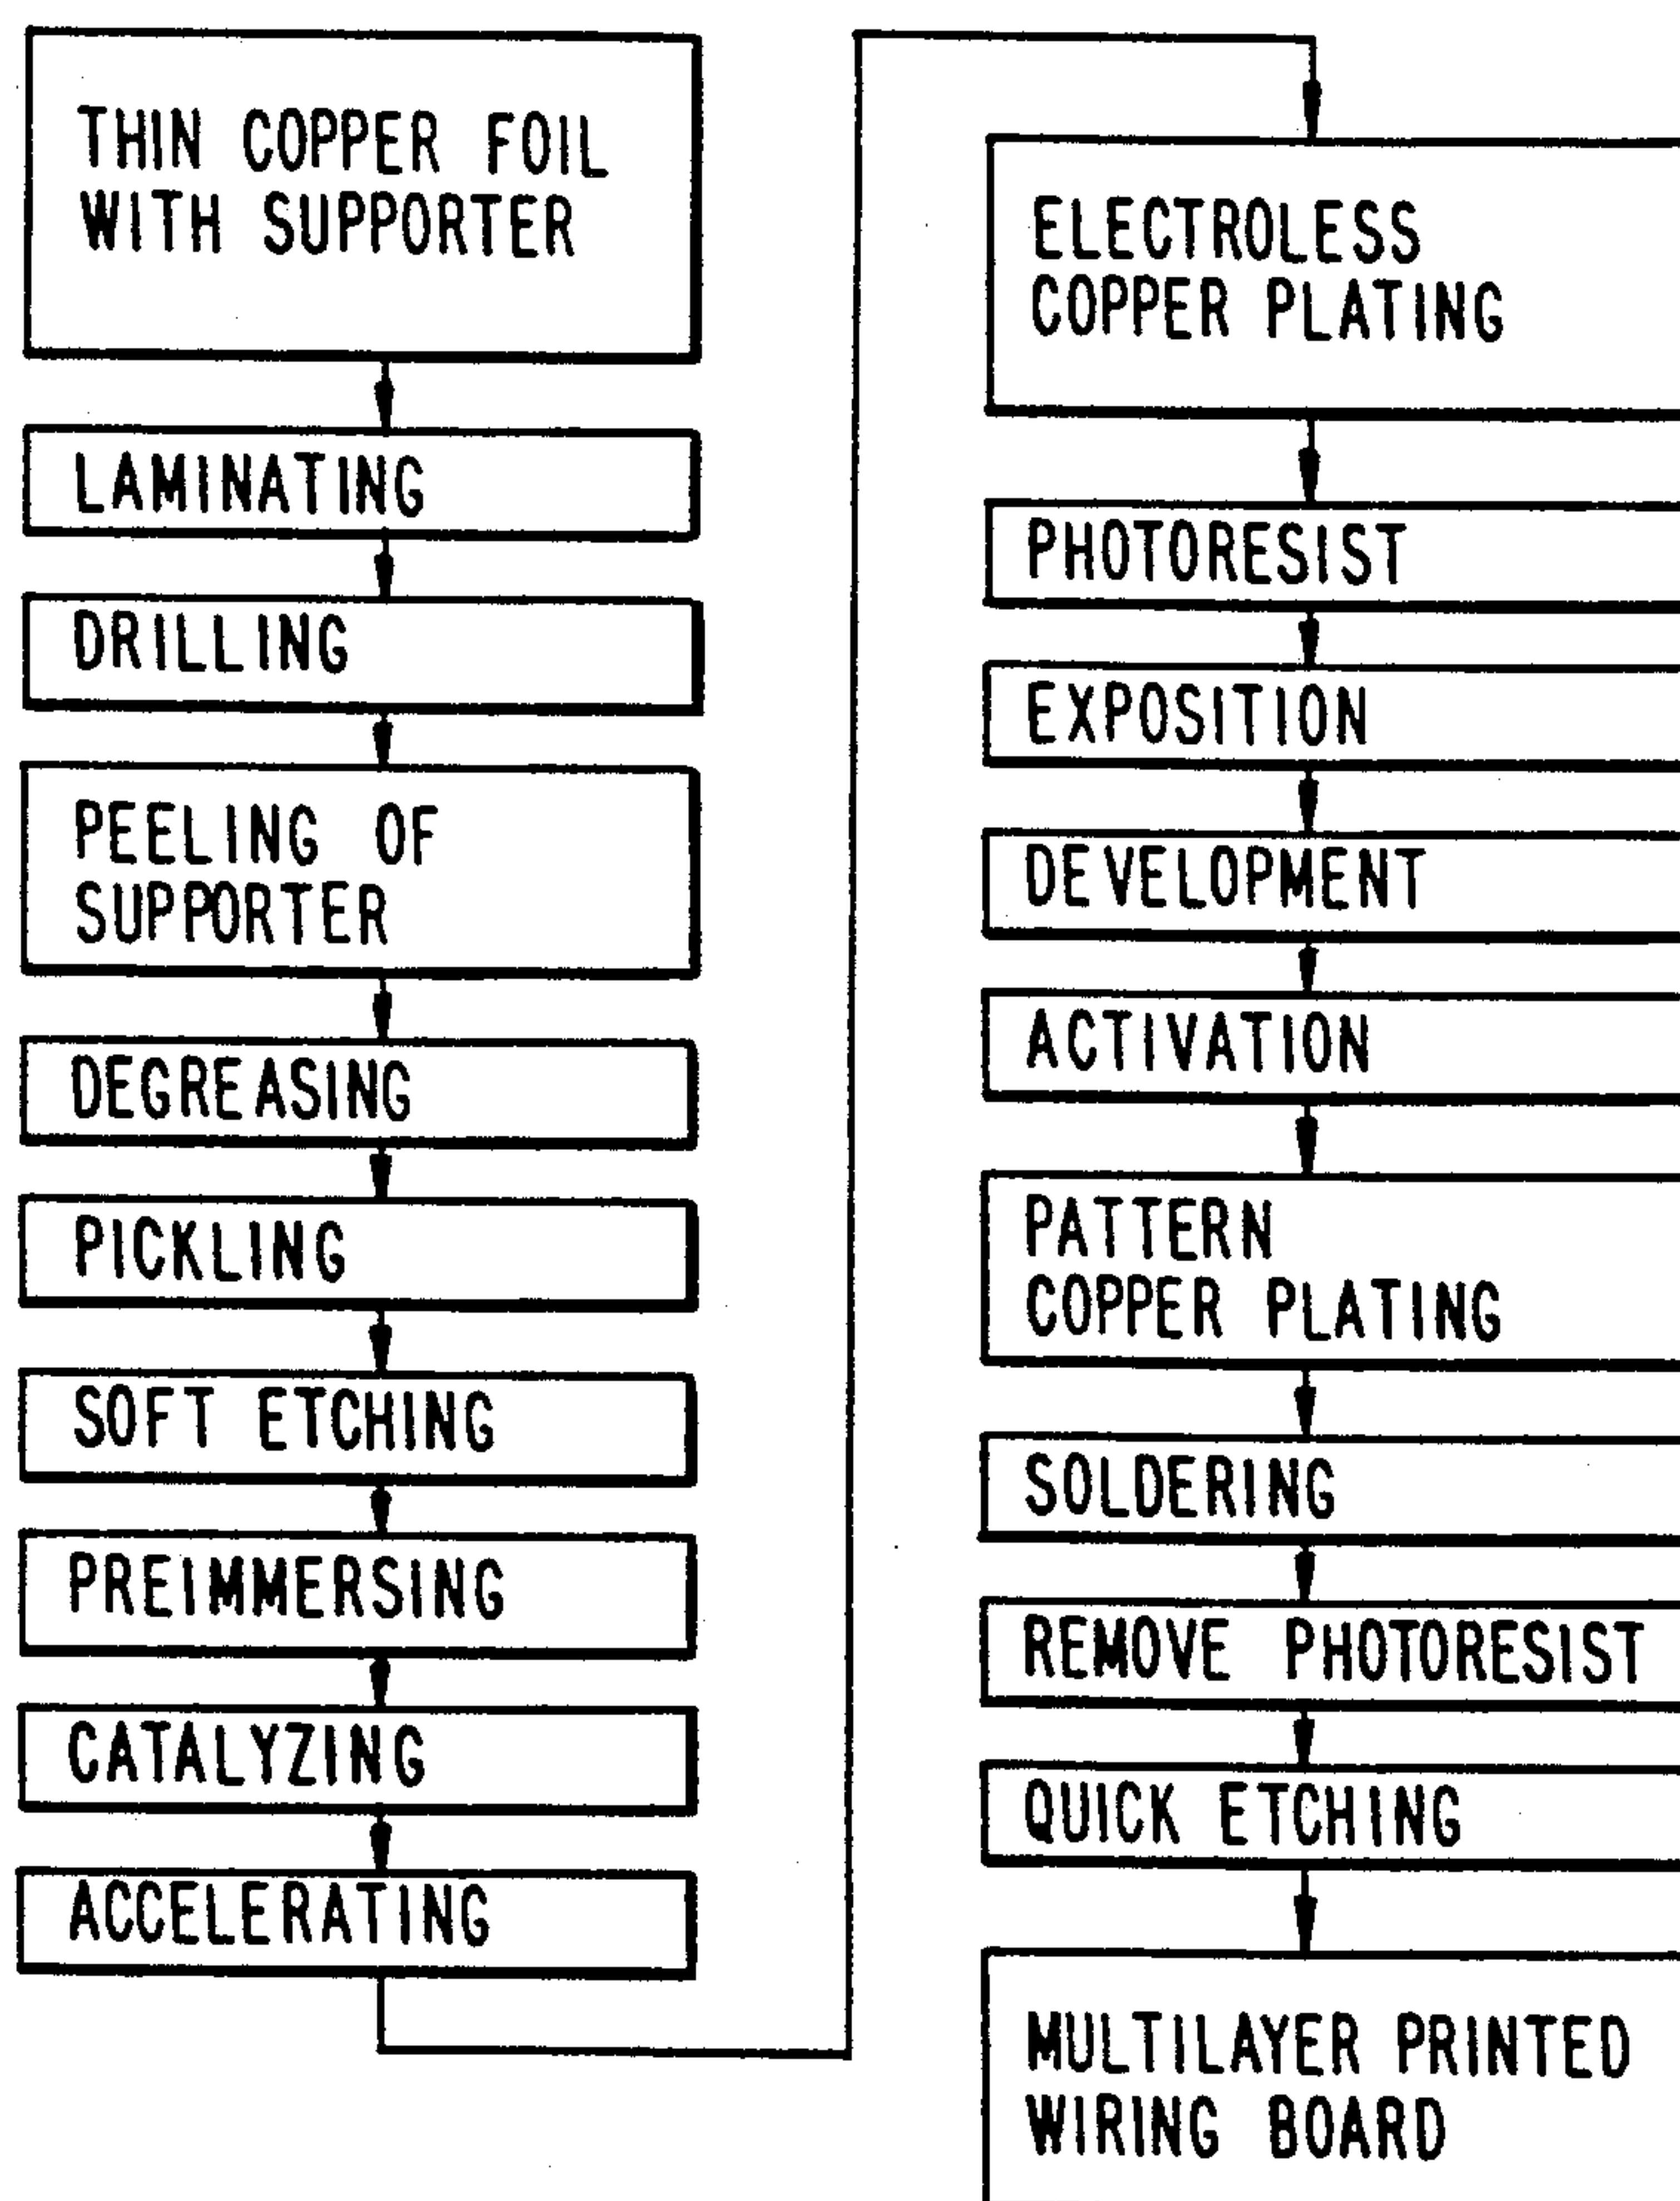 THIN COPPER FOIL
WITH SUPPORTER
LAMINATING
DRILLING
PEELING OF
SUPPORTER
DEGREASING
PICKLING
SOFT ETCHING
PREIMMERSING
CATALYZING
ACCELERATING
ELECTROLESS
COPPER PLATING
PHOTORESIST
EXPOSITION
DEVELOPMENT
ACTIVATION
PATTERN
COPPER PLATING
SOLDERING
REMOVE PHOTORESIST
QUICK ETCHING
MULTILAYER PRINTED
WIRING BOARD